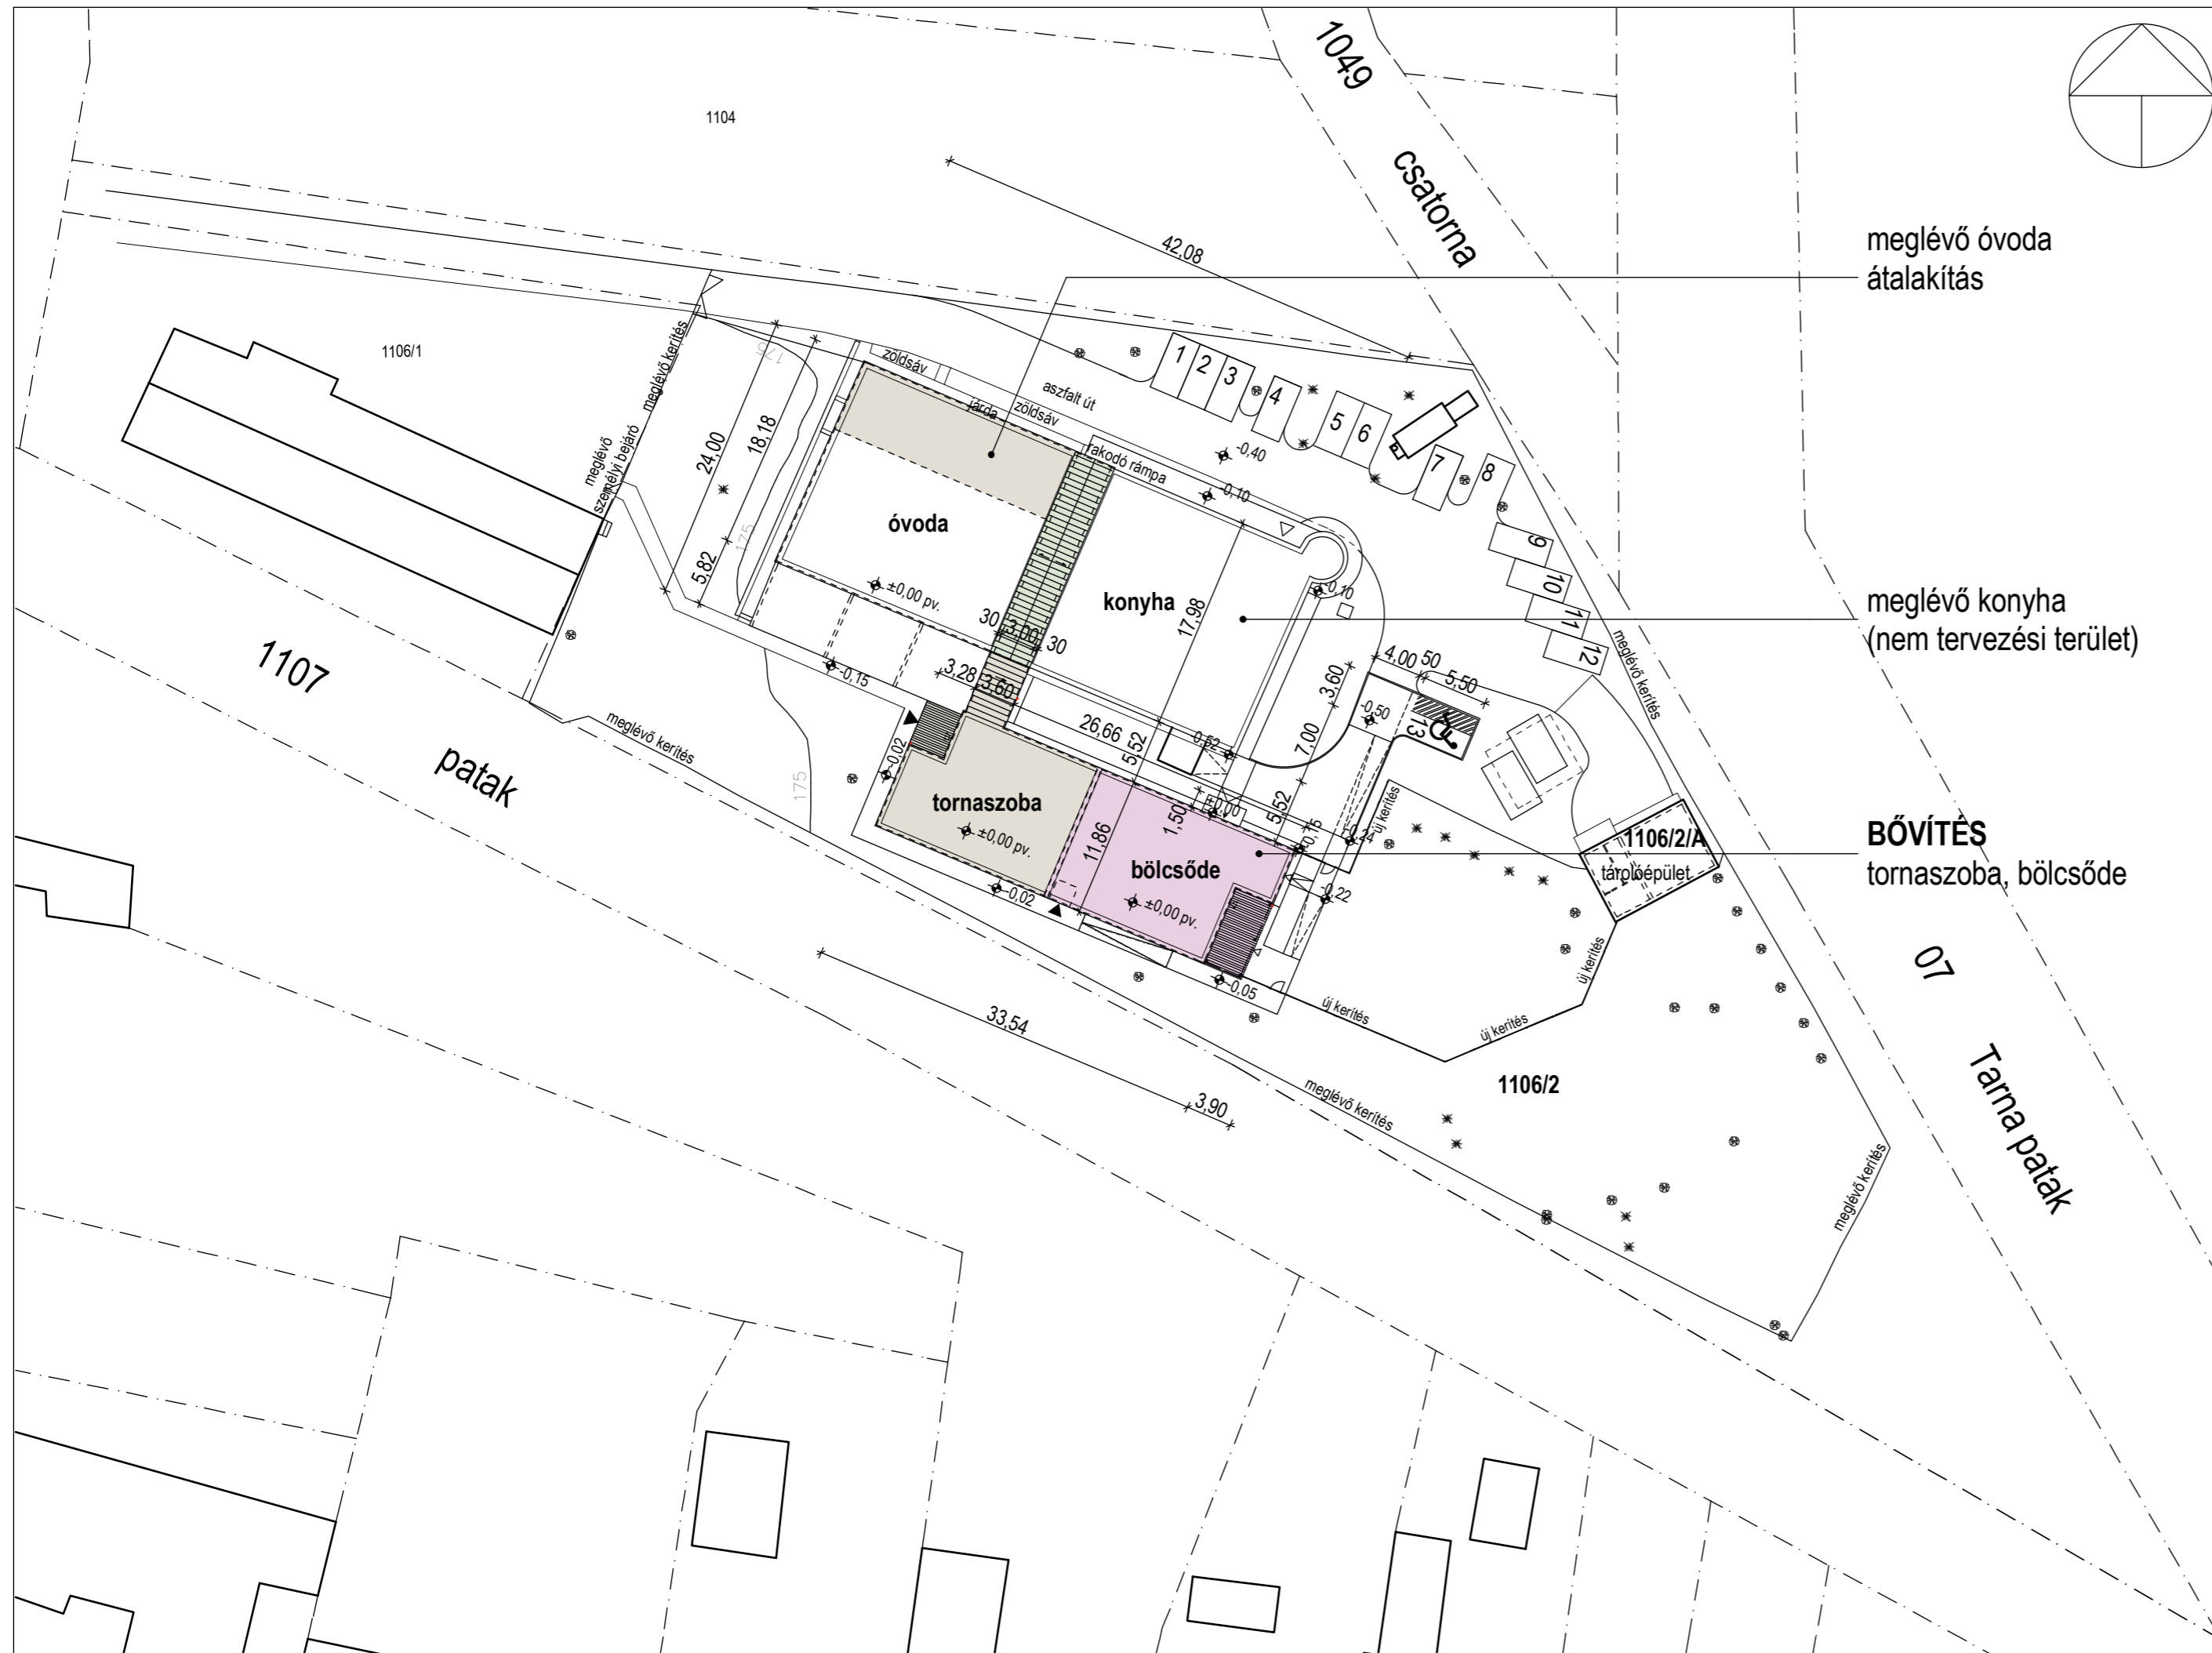 1049
csatorna
1104
42,08
meglévő óvoda
átalakítás
1106/1
meglévő kerítés
176
24,00
18,18
5,82
175
zöldsáv
járda
zöldsáv
aszfalt út
rakodó rámpa
-0,40
-0,10
1
2
3
4
5
6
7
8
9
10
11
12
meglévő
személyi bejáró
óvoda
±0,00 pv.
konyha
17,98
-0,10
30
3,00
30
meglévő konyha
(nem tervezési terület)
meglévő kerítés
3,28
3,60
-0,15
26,66
5,52
0,52
4,00
50
5,50
3,60
-0,50
13
7,00
1107
patak
meglévő kerítés
175
-0,02
tornaszoba
±0,00 pv.
-0,02
11,86
1,50
±0,00
5,52
-0,15
-0,24
-0,22
új kerítés
bölcsőde
±0,00 pv.
-0,05
1106/2/A
tárolóépület
BŐVÍTÉS
tornaszoba, bölcsőde
új kerítés
új kerítés
új kerítés
33,54
3,90
1106/2
meglévő kerítés
meglévő kerítés
07
Tarna patak